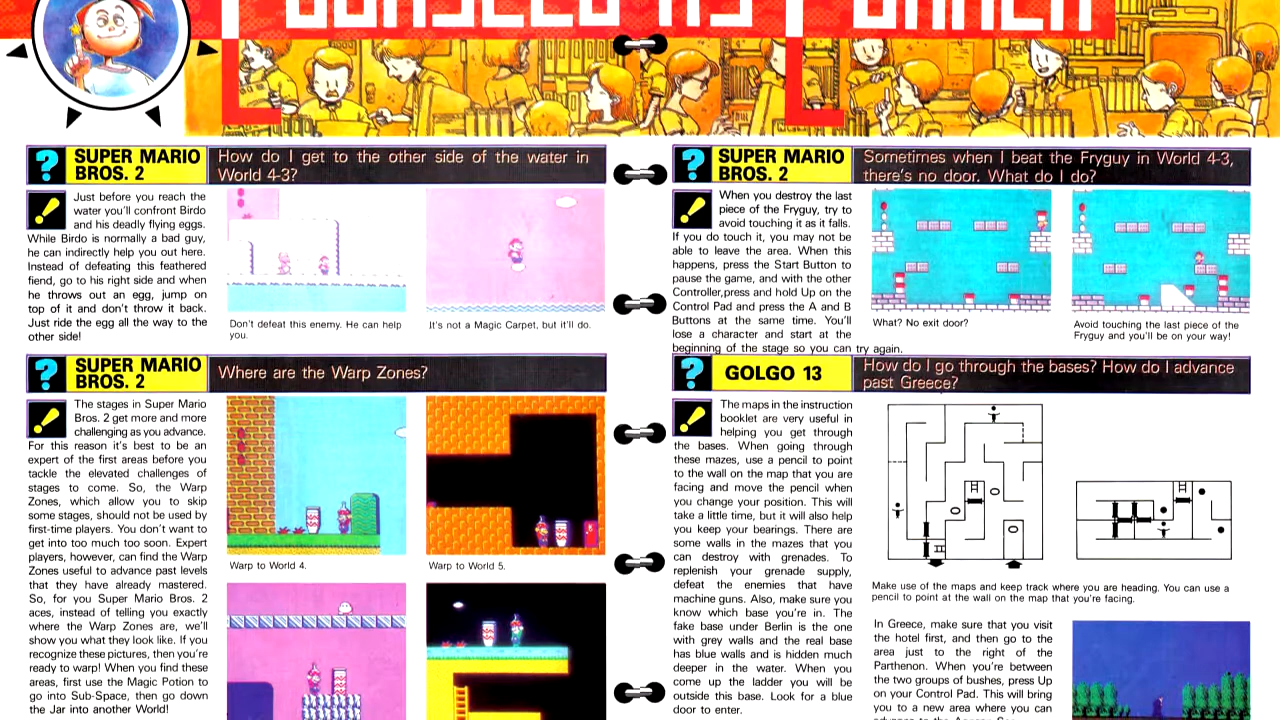 SUPER MARIO
BROS. 2
How do I get to the other side of the water in
World 4-3?
Just before you reach the
water you'll confront Birdo
and his deadly flying eggs.
While Birdo is normally a bad guy,
he can indirectly help you out here.
Instead of defeating this feathered
fiend, go to his right side and when
he throws out an egg, jump on
top of it and don't throw it back.
Just ride the egg all the way to the
other side!
Don't defeat this enemy. He can help
you.
It's not a Magic Carpet, but it'll do.
SUPER MARIO
BROS. 2
Where are the Warp Zones?
The stages in Super Mario
Bros. 2 get more and more
challenging as you advance.
For this reason it's best to be an
expert of the first areas before you
tackle the elevated challenges of
stages to come. So, the Warp
Zones, which allow you to skip
some stages, should not be used by
first-time players. You don't want to
get into too much too soon. Expert
players, however, can find the Warp
Zones useful to advance past levels
that they have already mastered.
So, for you Super Mario Bros. 2
aces, instead of telling you exactly
where the Warp Zones are, we'll
show you what they look like. If you
recognize these pictures, then you're
ready to warp! When you find these
areas, first use the Magic Potion to
go into Sub-Space, then go down
the Jar into another World!
Warp to World 4.
Warp to World 5.
SUPER MARIO
BROS. 2
Sometimes when I beat the Fryguy in World 4-3,
there's no door. What do I do?
When you destroy the last
piece of the Fryguy, try to
avoid touching it as it falls.
If you do touch it, you may not be
able to leave the area. When this
happens, press the Start Button to
pause the game, and with the other
Controller,press and hold Up on the
Control Pad and press the A and B
Buttons at the same time. You'll
lose a character and start at the
beginning of the stage so you can try again.
What? No exit door?
Avoid touching the last piece of the
Fryguy and you'll be on your way!
GOLGO 13
How do I go through the bases? How do I advance
past Greece?
The maps in the instruction
booklet are very useful in
helping you get through
the bases. When going through
these mazes, use a pencil to point
to the wall on the map that you are
facing and move the pencil when
you change your position. This will
take a little time, but it will also help
you keep your bearings. There are
some walls in the mazes that you
can destroy with grenades. To
replenish your grenade supply,
defeat the enemies that have
machine guns. Also, make sure you
know which base you're in. The
fake base under Berlin is the one
with grey walls and the real base
has blue walls and is hidden much
deeper in the water. When you
come up the ladder you will be
outside this base. Look for a blue
door to enter.
Make use of the maps and keep track where you are heading. You can use a
pencil to point at the wall on the map that you're facing.
In Greece, make sure that you visit
the hotel first, and then go to the
area just to the right of the
Parthenon. When you're between
the two groups of bushes, press Up
on your Control Pad. This will bring
you to a new area where you can